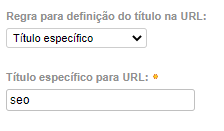 Regra para definição do título na URL:
Título específico
Título específico para URL: *
seo